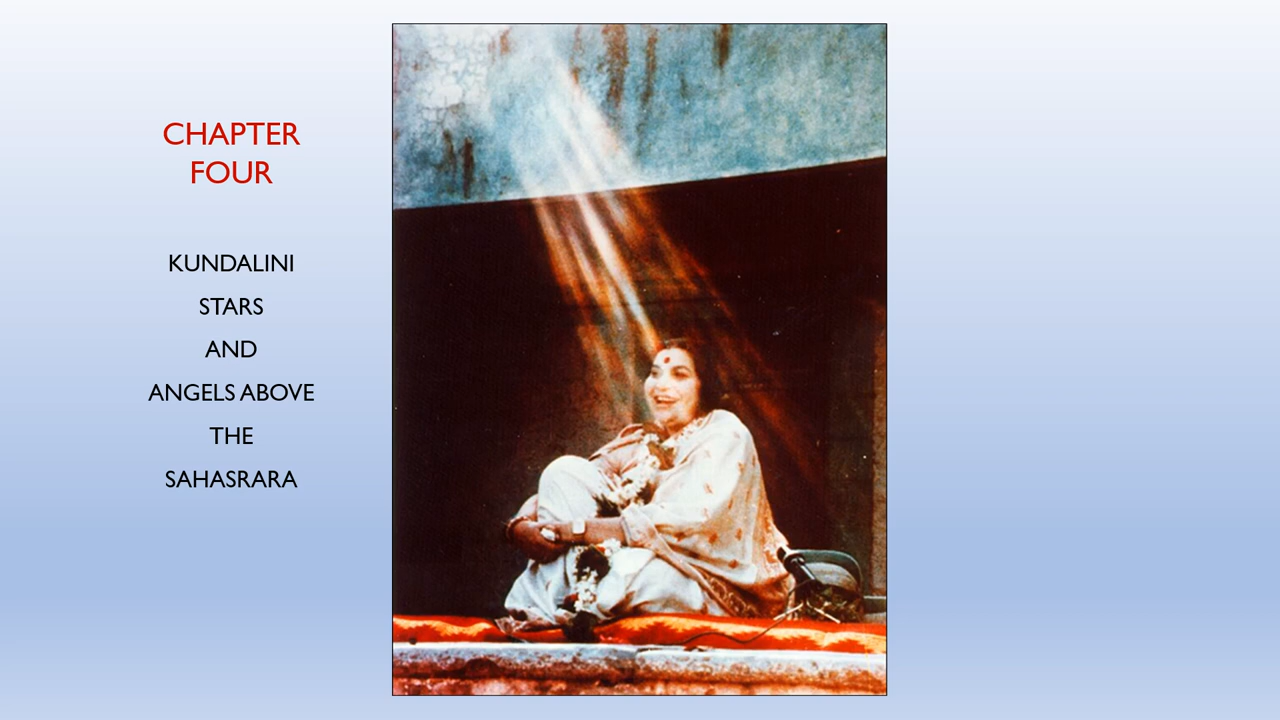 CHAPTER
FOUR
KUNDALINI
STARS
AND
ANGELS ABOVE
THE
SAHASRARA